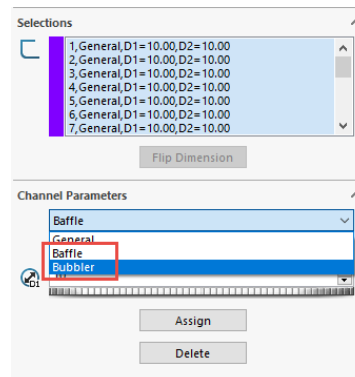 Selections
1,General,D1=10.00,D2=10.00
2,General,D1=10.00,D2=10.00
3,General,D1=10.00,D2=10.00
4,General,D1=10.00,D2=10.00
5,General,D1=10.00,D2=10.00
6,General,D1=10.00,D2=10.00
7,General,D1=10.00,D2=10.00
Flip Dimension
Channel Parameters
Baffle
General
Baffle
Bubbler
D1
Assign
Delete